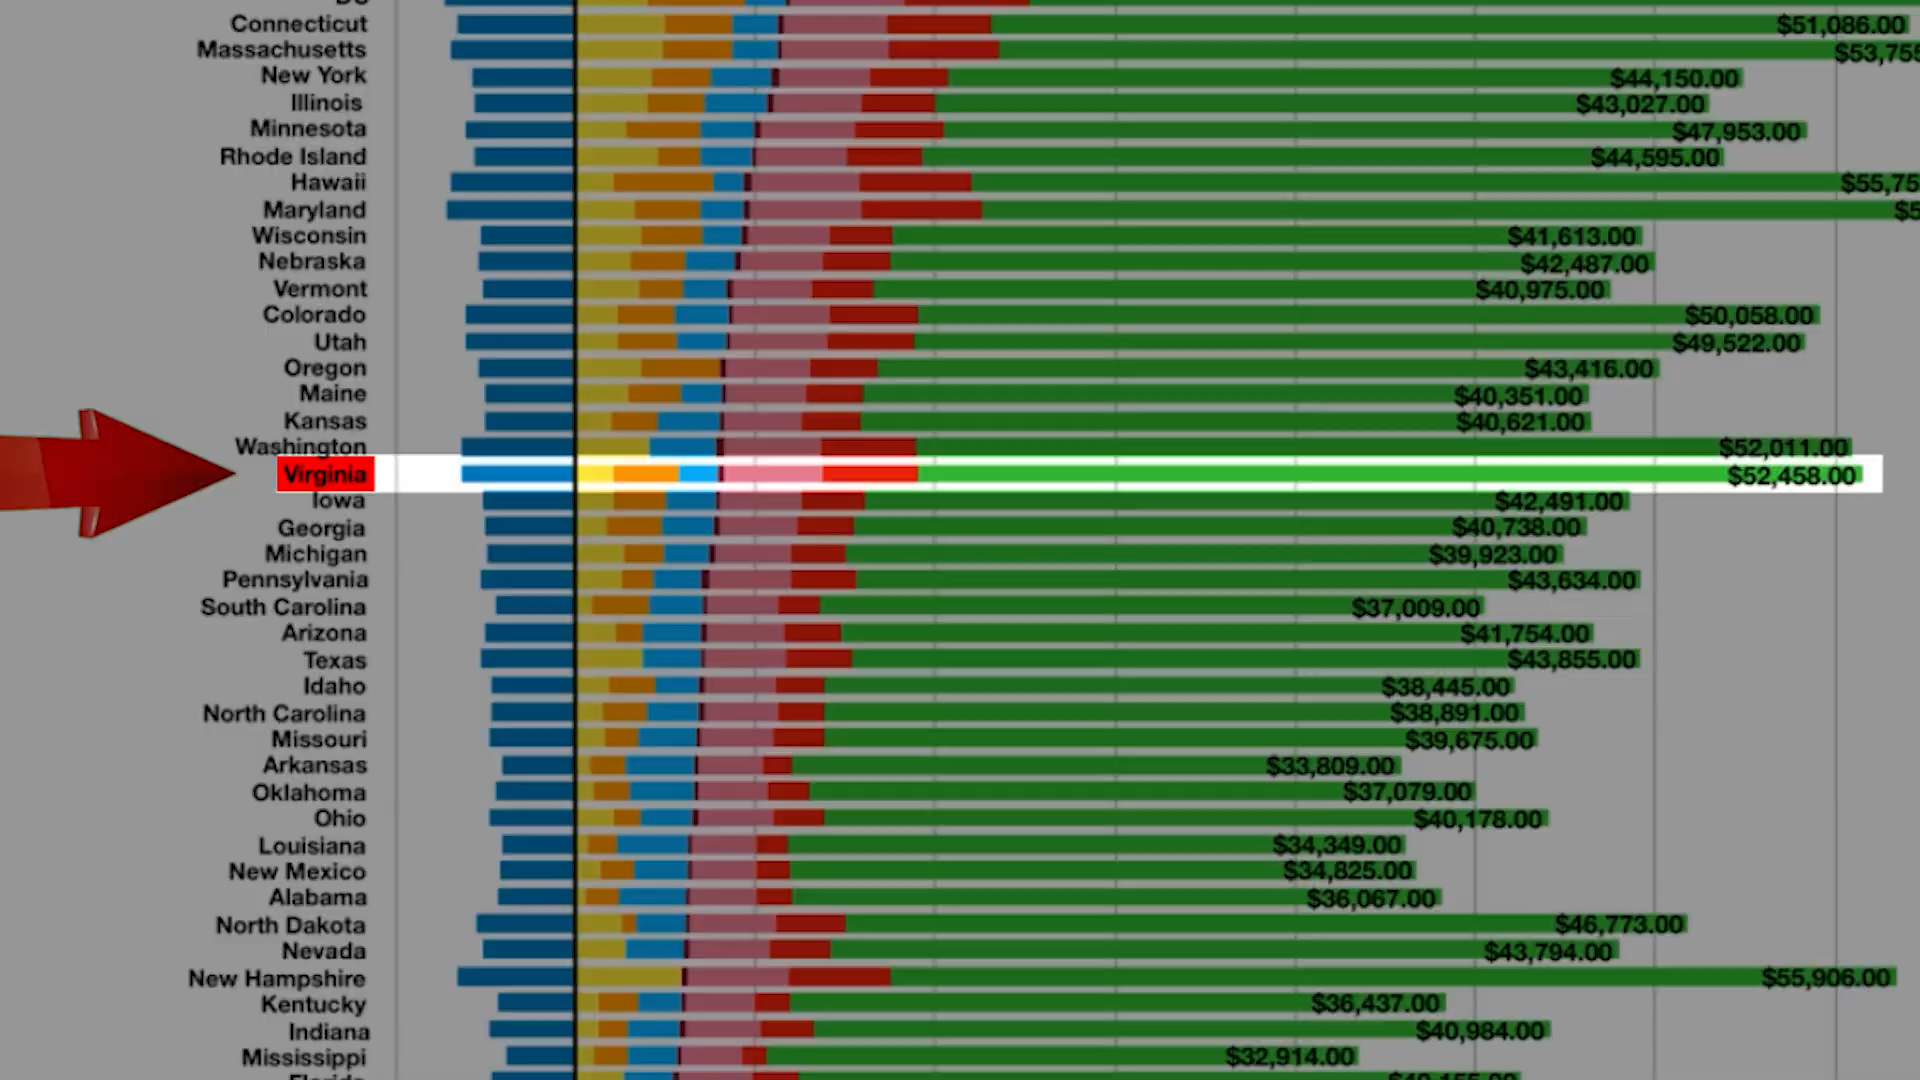 DC
Connecticut $51,086.00
Massachusetts $53,755
New York $44,150.00
Illinois $43,027.00
Minnesota $47,953.00
Rhode Island $44,595.00
Hawaii $55,75
Maryland $5
Wisconsin $41,613.00
Nebraska $42,487.00
Vermont $40,975.00
Colorado $50,058.00
Utah $49,522.00
Oregon $43,416.00
Maine $40,351.00
Kansas $40,621.00
Washington $52,011.00
Virginia $52,458.00
Iowa $42,491.00
Georgia $40,738.00
Michigan $39,923.00
Pennsylvania $43,634.00
South Carolina $37,009.00
Arizona $41,754.00
Texas $43,855.00
Idaho $38,445.00
North Carolina $38,891.00
Missouri $39,675.00
Arkansas $33,809.00
Oklahoma $37,079.00
Ohio $40,178.00
Louisiana $34,349.00
New Mexico $34,825.00
Alabama $36,067.00
North Dakota $46,773.00
Nevada $43,794.00
New Hampshire $55,906.00
Kentucky $36,437.00
Indiana $40,984.00
Mississippi $32,914.00
Florida